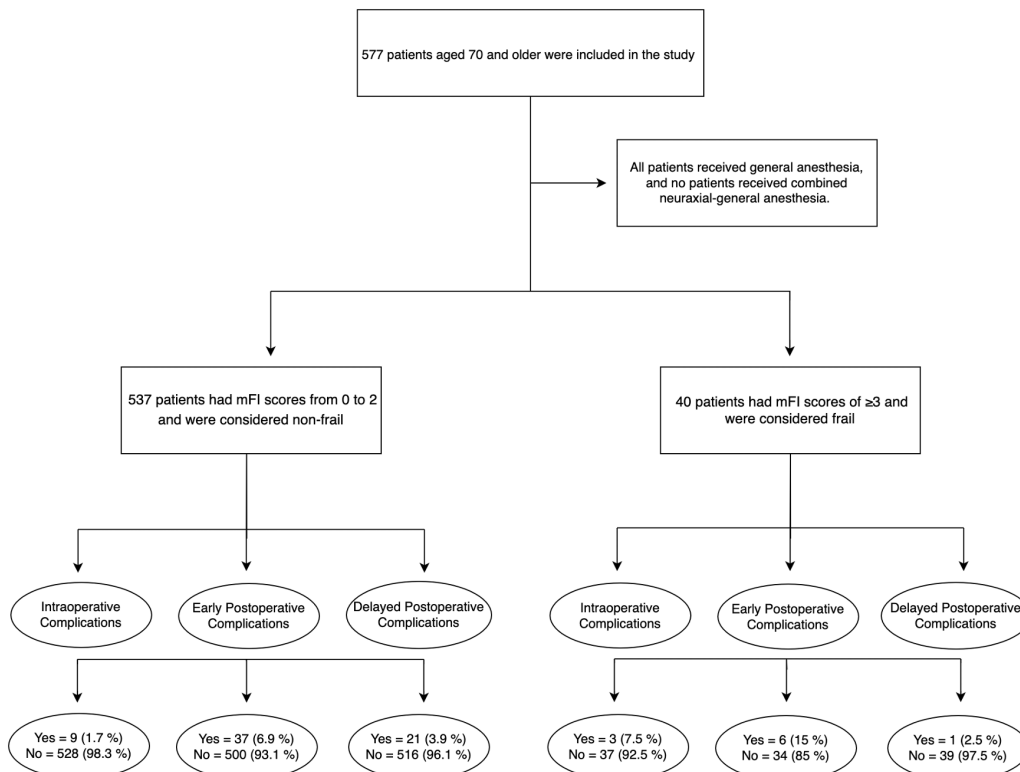 577 patients aged 70 and older were included in the study
All patients received general anesthesia,
and no patients received combined
neuraxial-general anesthesia.
537 patients had mFI scores from 0 to 2
and were considered non-frail
40 patients had mFI scores of ≥3 and
were considered frail
Intraoperative
Complications
Early Postoperative
Complications
Delayed Postoperative
Complications
Intraoperative
Complications
Early Postoperative
Complications
Delayed Postoperative
Complications
Yes = 9 (1.7 %)
No = 528 (98.3 %)
Yes = 37 (6.9 %)
No = 500 (93.1 %)
Yes = 21 (3.9 %)
No = 516 (96.1 %)
Yes = 3 (7.5 %)
No = 37 (92.5 %)
Yes = 6 (15 %)
No = 34 (85 %)
Yes = 1 (2.5 %)
No = 39 (97.5 %)